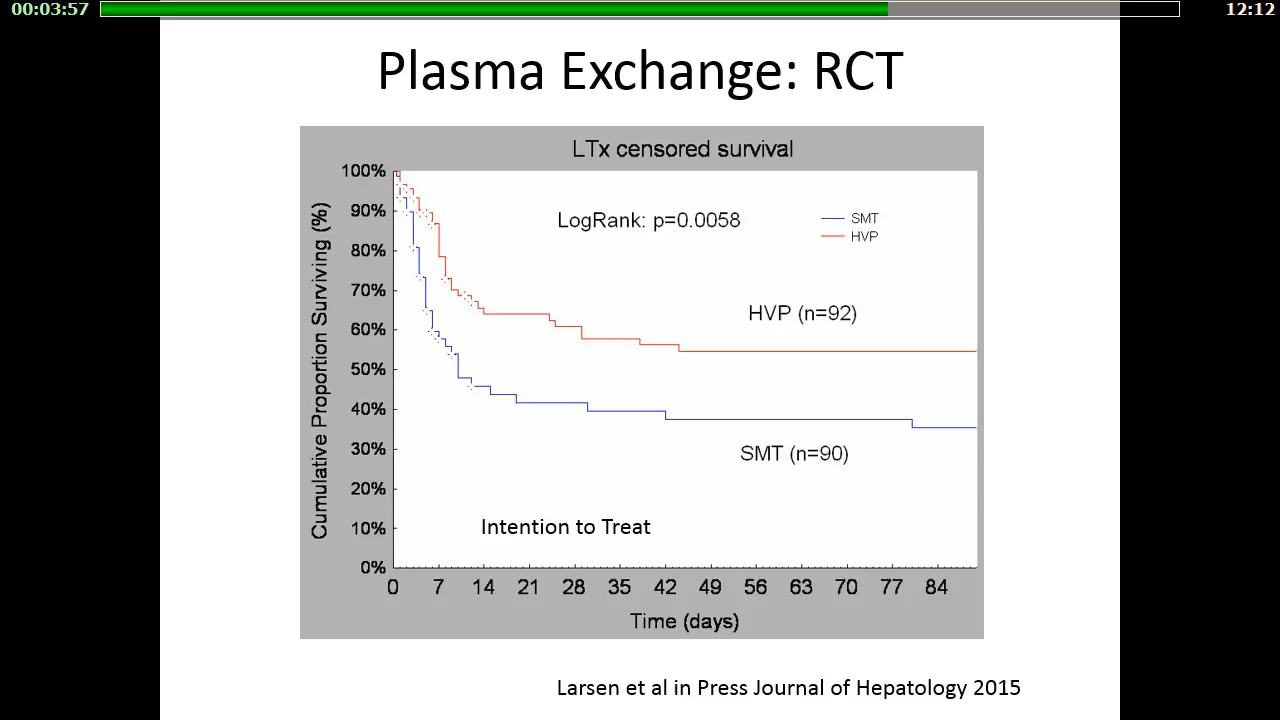 00:03:57
12:12
Plasma Exchange: RCT
LTx censored survival
100%
90%
80%
70%
60%
50%
40%
30%
20%
10%
0%
Cumulative Proportion Surviving (%)
LogRank: p=0.0058
SMT
HVP
HVP (n=92)
SMT (n=90)
Intention to Treat
0 7 14 21 28 35 42 49 56 63 70 77 84
Time (days)
Larsen et al in Press Journal of Hepatology 2015